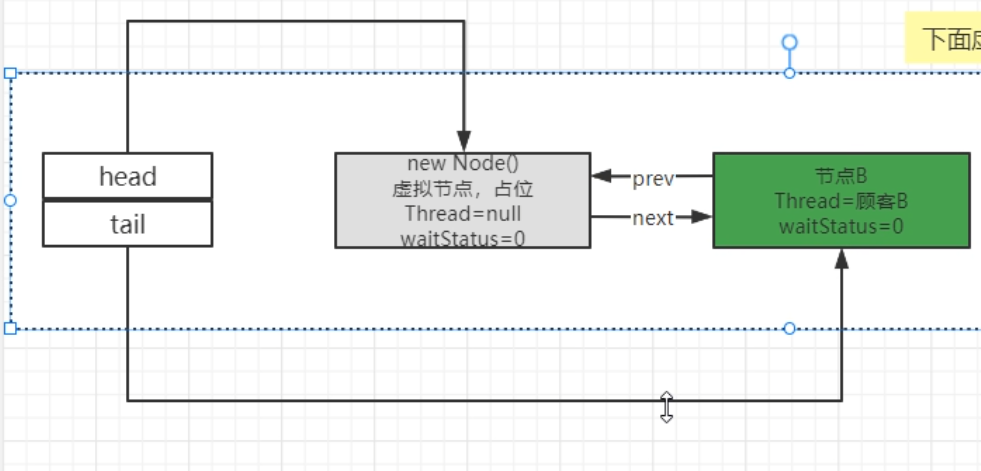 下面
head
tail
new Node()
虚拟节点，占位
Thread=null
waitStatus=0
prev
next
节点B
Thread=顾客B
waitStatus=0